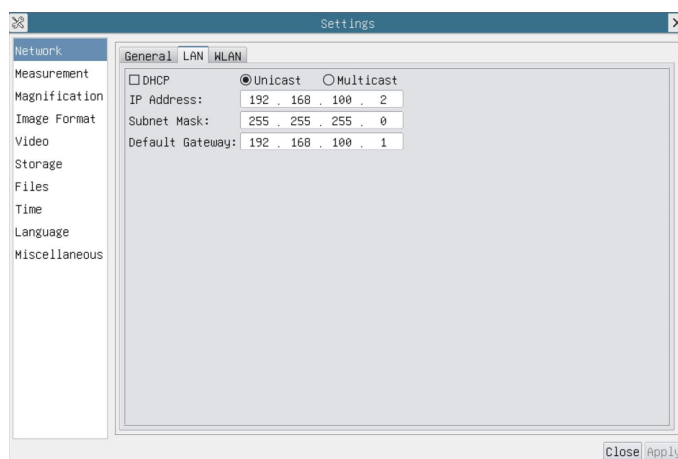 Settings
Network
Measurement
Magnification
Image Format
Video
Storage
Files
Time
Language
Miscellaneous
General LAN WLAN
DHCP Unicast Multicast
IP Address: 192 . 168 . 100 . 2
Subnet Mask: 255 . 255 . 255 . 0
Default Gateway: 192 . 168 . 100 . 1
Close Apply